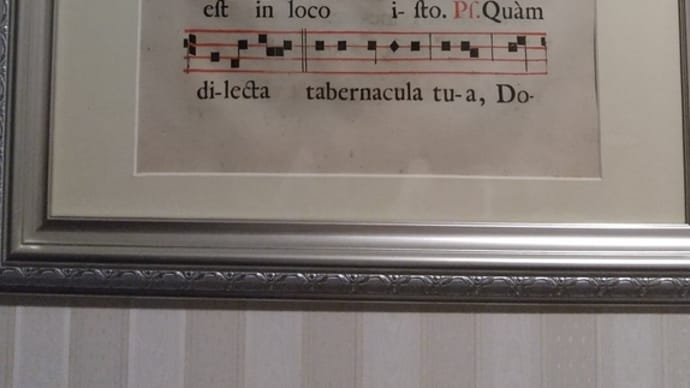 eſt in loco i- ſto. Pſ. Quàm
di-lecta tabernacula tu-a, Do-